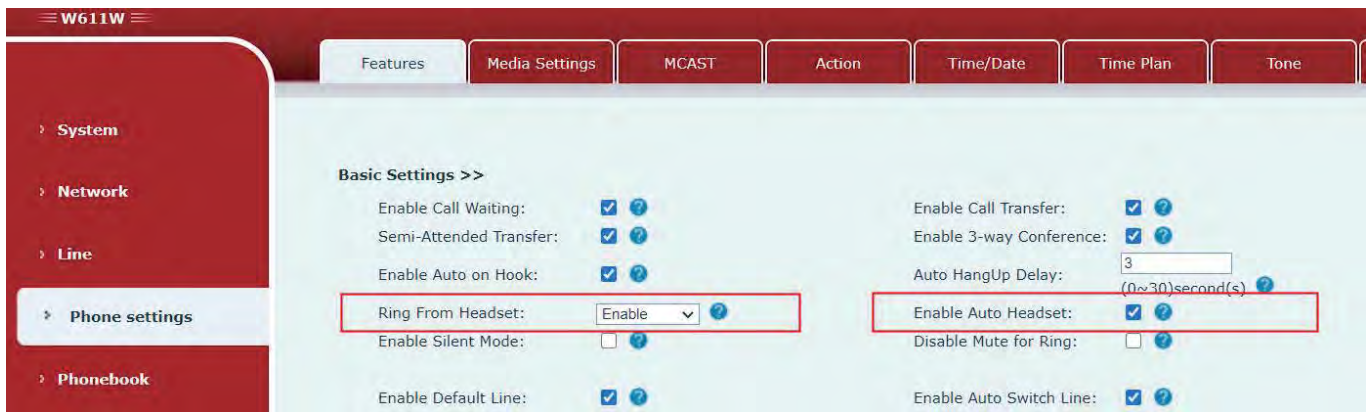 W611W
Features Media Settings MCAST Action Time/Date Time Plan Tone
System
Network
Line
Phone settings
Phonebook
Basic Settings >>
Enable Call Waiting: Enable Call Transfer:
Semi-Attended Transfer: Enable 3-way Conference:
Enable Auto on Hook: Auto HangUp Delay: 3
(0~30)second(s)
Ring From Headset: Enable Enable Auto Headset:
Enable Silent Mode: Disable Mute for Ring:
Enable Default Line: Enable Auto Switch Line: